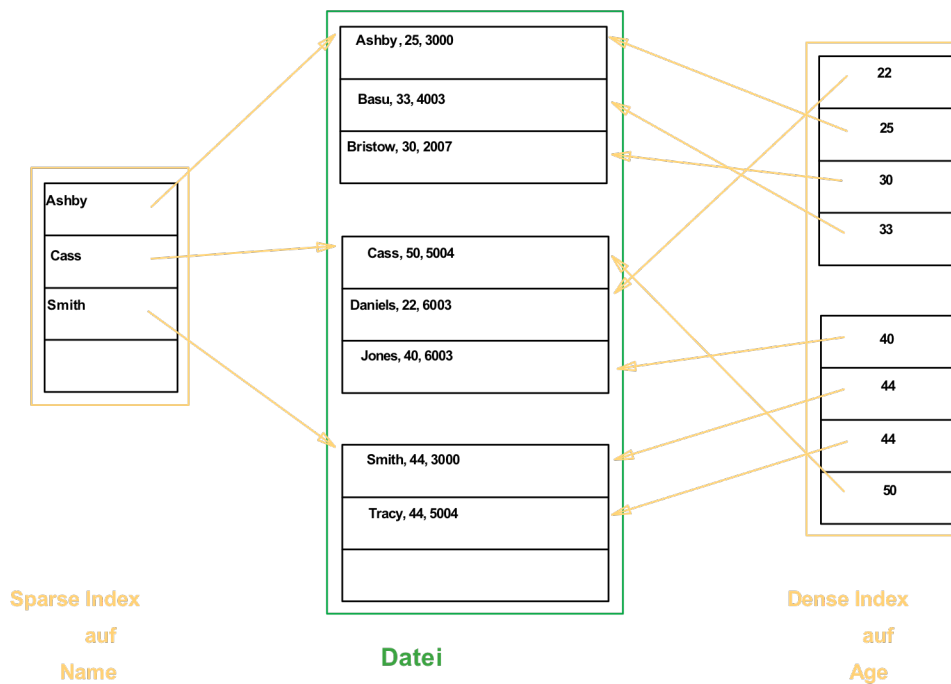 Ashby
Cass
Smith
Sparse Index
auf
Name
Ashby, 25, 3000
Basu, 33, 4003
Bristow, 30, 2007
Cass, 50, 5004
Daniels, 22, 6003
Jones, 40, 6003
Smith, 44, 3000
Tracy, 44, 5004
Datei
22
25
30
33
40
44
44
50
Dense Index
auf
Age